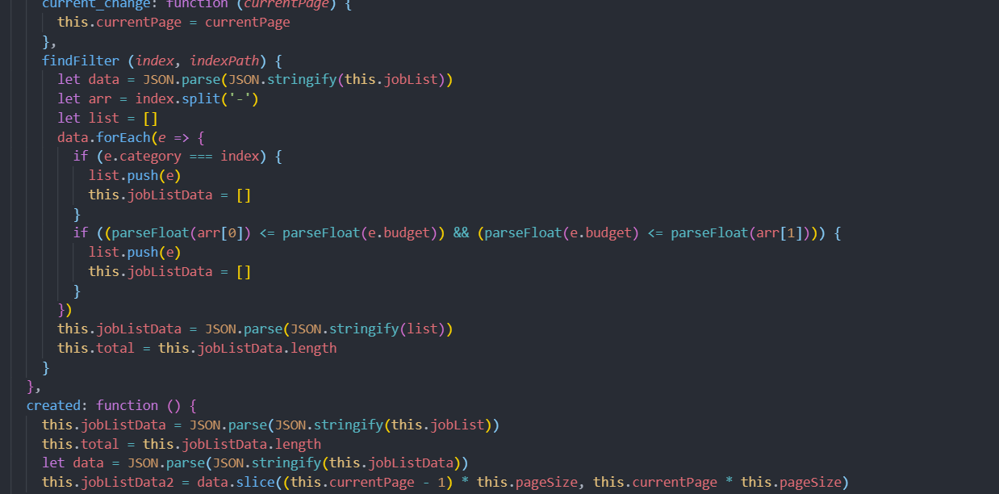 current_change: function (currentPage) {
this.currentPage = currentPage
},
findFilter (index, indexPath) {
let data = JSON.parse(JSON.stringify(this.jobList))
let arr = index.split('-')
let list = []
data.forEach(e => {
if (e.category === index) {
list.push(e)
this.jobListData = []
}
if ((parseFloat(arr[0]) <= parseFloat(e.budget)) && (parseFloat(e.budget) <= parseFloat(arr[1]))) {
list.push(e)
this.jobListData = []
}
})
this.jobListData = JSON.parse(JSON.stringify(list))
this.total = this.jobListData.length
}
},
created: function () {
this.jobListData = JSON.parse(JSON.stringify(this.jobList))
this.total = this.jobListData.length
let data = JSON.parse(JSON.stringify(this.jobListData))
this.jobListData2 = data.slice((this.currentPage - 1) * this.pageSize, this.currentPage * this.pageSize)